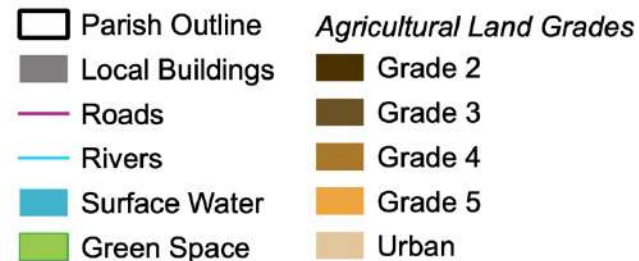 Parish Outline
Local Buildings
Roads
Rivers
Surface Water
Green Space
Agricultural Land Grades
Grade 2
Grade 3
Grade 4
Grade 5
Urban